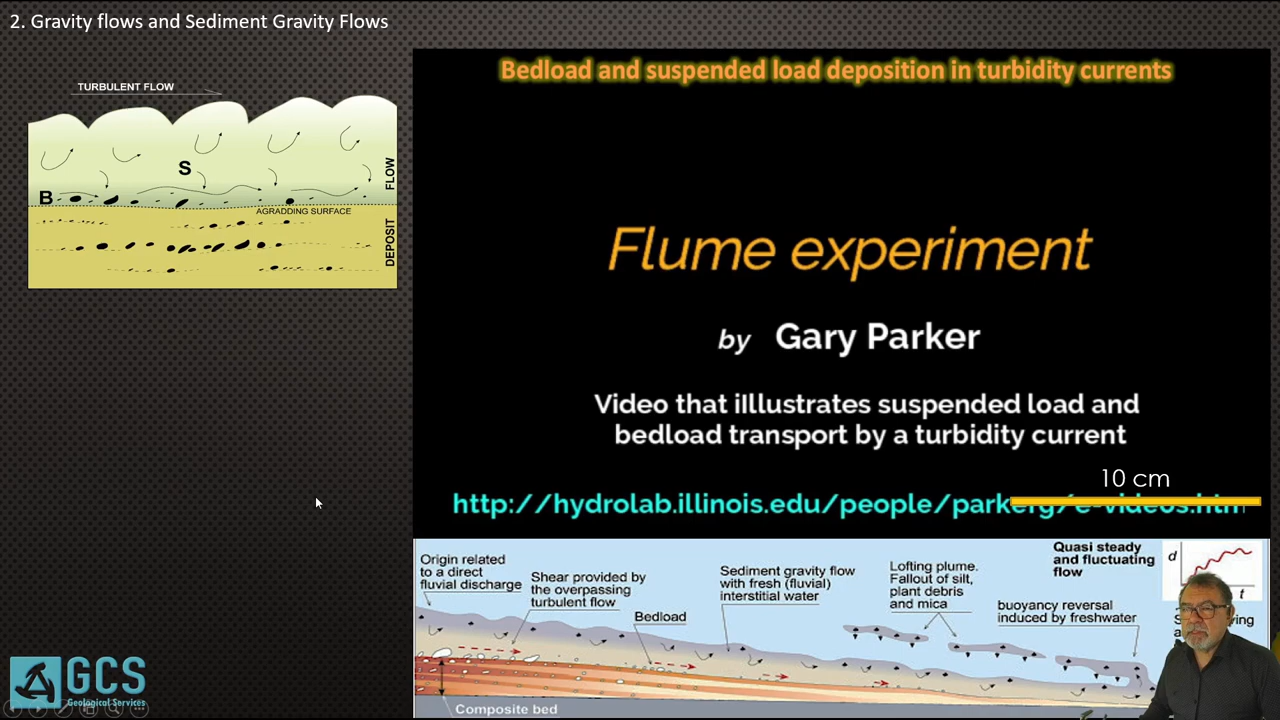 2. Gravity flows and Sediment Gravity Flows
TURBULENT FLOW
S
B
AGRADDING SURFACE
FLOW
DEPOSIT
Bedload and suspended load deposition in turbidity currents
Flume experiment
by Gary Parker
Video that iIllustrates suspended load and
bedload transport by a turbidity current
10 cm
http://hydrolab.illinois.edu/people/parkerg/e-videos.htm
Origin related
to a direct
fluvial discharge
Shear provided by
the overpassing
turbulent flow
Bedload
Sediment gravity flow
with fresh (fluvial)
interstitial water
Lofting plume.
Fallout of silt,
plant debris
and mica
Quasi steady
and fluctuating
flow
buoyancy reversal
induced by freshwater
d
t
Composite bed
GCS
Geological Services